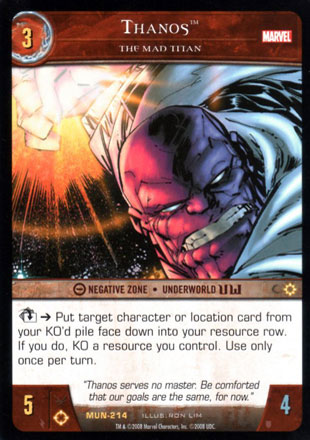 3
THANOS™
THE MAD TITAN
MARVEL
NEGATIVE ZONE • UNDERWORLD UW
C
➔ Put target character or location card from
your KO'd pile face down into your resource row.
If you do, KO a resource you control. Use only
once per turn.
"Thanos serves no master. Be comforted
that our goals are the same, for now."
5
MUN-214
ILLUS. RON LIM
4
TM & ©2008 Marvel Characters, Inc. ©2008 UDC.